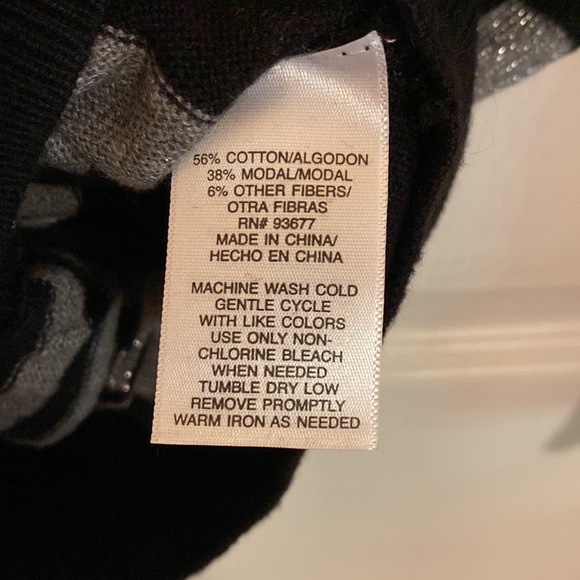 56% COTTON/ALGODON
38% MODAL/MODAL
6% OTHER FIBERS/
OTRA FIBRAS
RN# 93677
MADE IN CHINA/
HECHO EN CHINA
MACHINE WASH COLD
GENTLE CYCLE
WITH LIKE COLORS
USE ONLY NON-
CHLORINE BLEACH
WHEN NEEDED
TUMBLE DRY LOW
REMOVE PROMPTLY
WARM IRON AS NEEDED